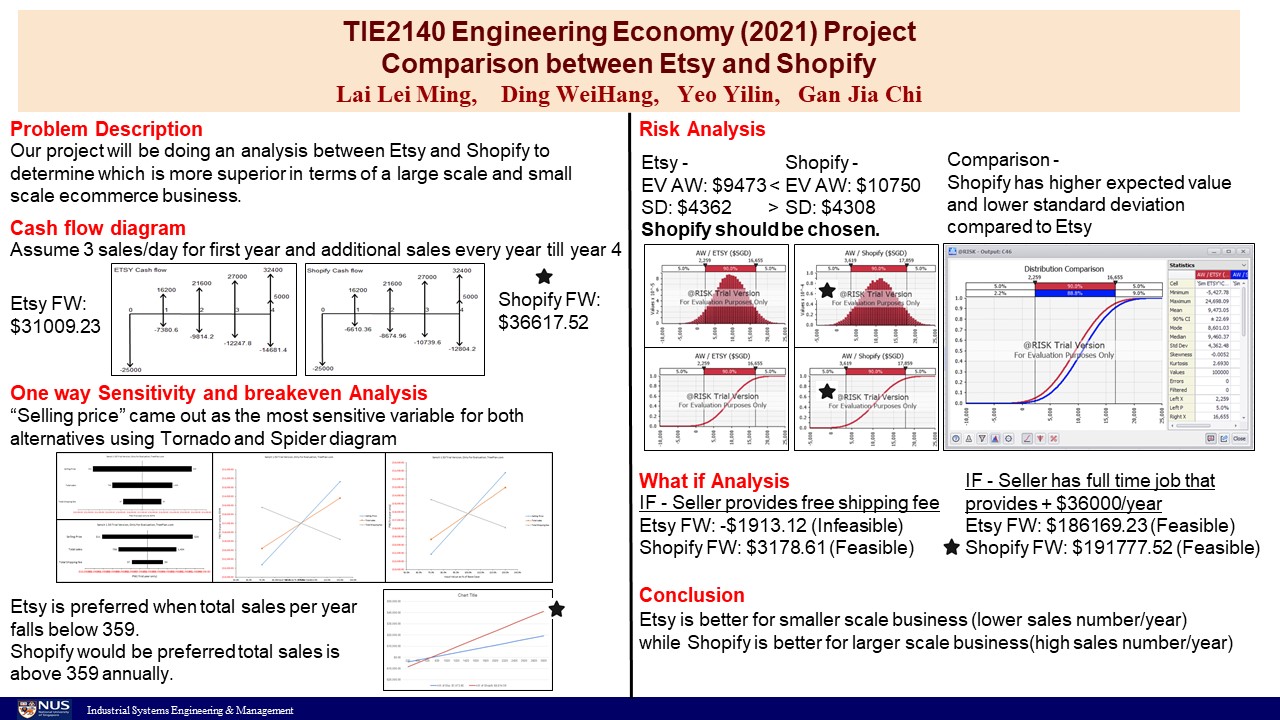 TIE2140 Engineering Economy (2021) Project
Comparison between Etsy and Shopify
Lai Lei Ming, Ding WeiHang, Yeo Yilin, Gan Jia Chi
Problem Description
Our project will be doing an analysis between Etsy and Shopify to
determine which is more superior in terms of a large scale and small
scale ecommerce business.
Cash flow diagram
Assume 3 sales/day for first year and additional sales every year till year 4
Etsy FW:
$31009.23
ETSY Cash flow
32400
27000
21600
16200
5000
0 1 2 3 4
-7380.6
-9814.2
-12247.8
-14681.4
-25000
Shopify Cash flow
32400
27000
21600
16200
5000
0 1 2 3 4
-6610.36
-8674.96
-10739.6
-12804.2
-25000
Shopify FW:
$36617.52
One way Sensitivity and breakeven Analysis
“Selling price” came out as the most sensitive variable for both
alternatives using Tornado and Spider diagram
Etsy is preferred when total sales per year
falls below 359.
Shopify would be preferred total sales is
above 359 annually.
Chart Title
Risk Analysis
Etsy - Shopify -
EV AW: $9473 < EV AW: $10750
SD: $4362 > SD: $4308
Shopify should be chosen.
Comparison -
Shopify has higher expected value
and lower standard deviation
compared to Etsy
AW / ETSY ($SGD)
2,259 16,655
5.0% 90.0% 5.0%
@RISK Trial Version
For Evaluation Purposes Only
AW / Shopify ($SGD)
3,619 17,859
5.0% 90.0% 5.0%
@RISK Trial Version
For Evaluation Purposes Only
AW / ETSY ($SGD)
2,259 16,655
5.0% 90.0% 5.0%
@RISK Trial Version
For Evaluation Purposes Only
AW / Shopify ($SGD)
3,619 17,859
5.0% 90.0% 5.0%
@RISK Trial Version
For Evaluation Purposes Only
@RISK - Output: C46
Distribution Comparison
2,259 16,655
5.0% 90.0% 5.0%
2.2% 88.8% 9.0%
@RISK Trial Version
For Evaluation Purposes Only
Statistics
AW / ETSY (...
Cell
Minimum -5,427.78
Maximum 24,698.09
Mean 9,473.05
90% CI ± 22.69
Mode 8,601.03
Median 9,460.37
Std Dev 4,362.48
Skewness -0.0052
Kurtosis 2.6930
Values 100000
Errors 0
Filtered 0
Left X 2,259
Left P 5.0%
Right X 16,655
Close
What if Analysis
IF - Seller provides free shipping fee
Etsy FW: -$1913.12 (Infeasible)
Shopify FW: $3178.61 (Feasible)
IF - Seller has full time job that
provides + $36000/year
Etsy FW: $186169.23 (Feasible)
Shopify FW: $191777.52 (Feasible)
Conclusion
Etsy is better for smaller scale business (lower sales number/year)
while Shopify is better for larger scale business(high sales number/year)
NUS
National University
of Singapore
Industrial Systems Engineering & Management